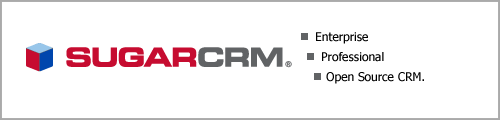 SUGARCRM®
Enterprise
Professional
Open Source CRM.